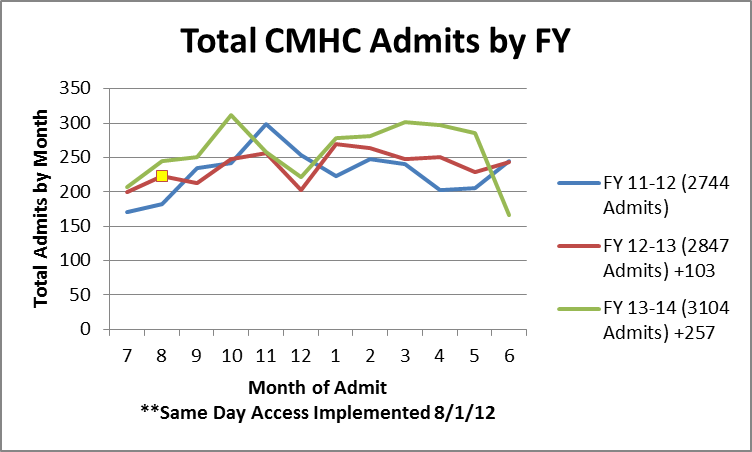 Total CMHC Admits by FY
Total Admits by Month
350
300
250
200
150
100
50
0
7 8 9 10 11 12 1 2 3 4 5 6
Month of Admit
**Same Day Access Implemented 8/1/12
FY 11-12 (2744
Admits)
FY 12-13 (2847
Admits) +103
FY 13-14 (3104
Admits) +257